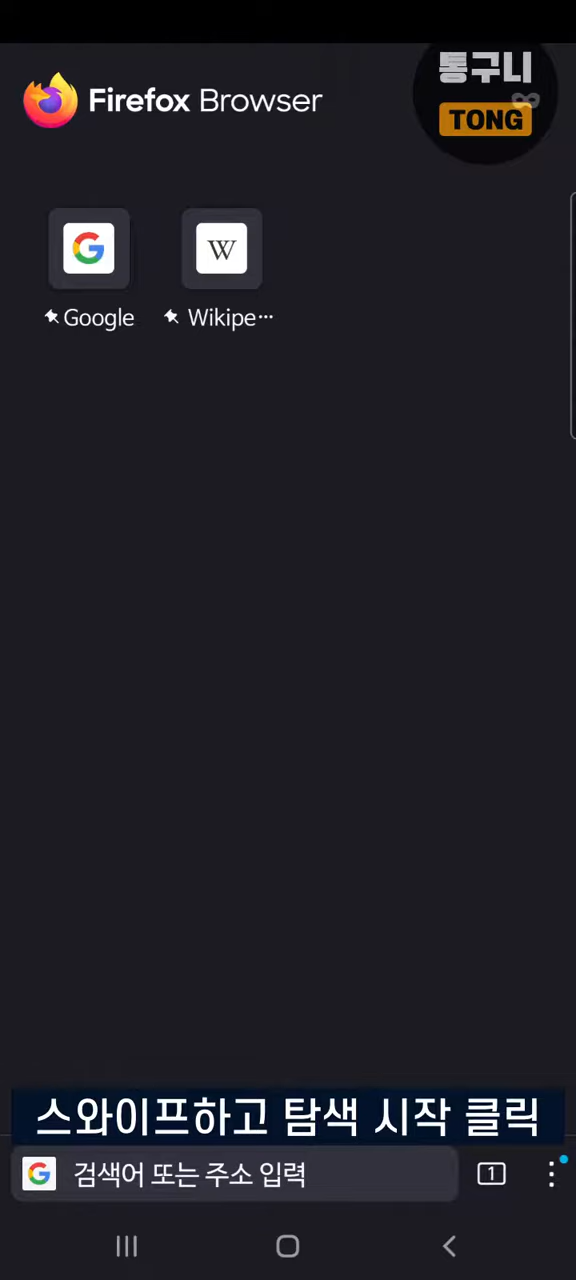 통구니
TONG
Firefox Browser
Google
Wikipe···
스와이프하고 탐색 시작 클릭
검색어 또는 주소 입력
1